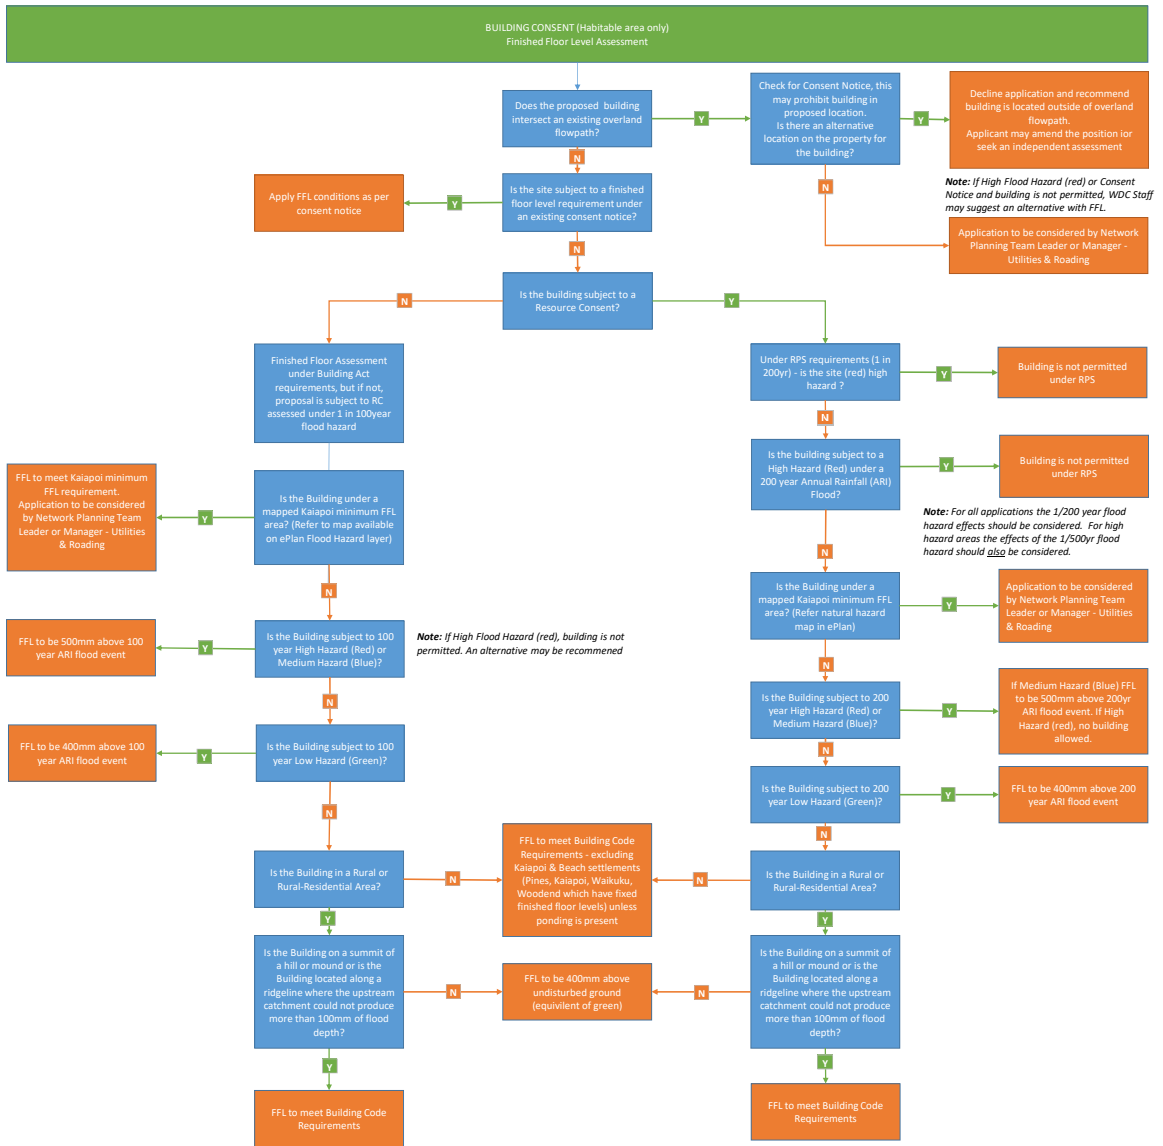 BUILDING CONSENT (Habitable area only)
Finished Floor Level Assessment
Does the proposed building
intersect an existing overland
flowpath?
Y
Check for Consent Notice, this
may prohibit building in
proposed location.
Is there an alternative
location on the property for
the building?
Y
Decline application and recommend
building is located outside of overland
flowpath.
Applicant may amend the position ior
seek an independent assessment
N
Note: If High Flood Hazard (red) or Consent
Notice and building is not permitted, WDC Staff
may suggest an alternative with FFL.
N
Application to be considered by Network
Planning Team Leader or Manager -
Utilities & Roading
Is the site subject to a finished
floor level requirement under
an existing consent notice?
Y
Apply FFL conditions as per
consent notice
N
Is the building subject to a
Resource Consent?
N
Y
Finished Floor Assessment
under Building Act
requirements, but if not,
proposal is subject to RC
assessed under 1 in 100year
flood hazard
Under RPS requirements (1 in
200yr) - is the site (red) high
hazard ?
Y
Building is not permitted
under RPS
N
Is the building subject to a
High Hazard (Red) under a
200 year Annual Rainfall (ARI)
Flood?
Y
Building is not permitted
under RPS
Note: For all applications the 1/200 year flood
hazard effects should be considered. For high
hazard areas the effects of the 1/500yr flood
hazard should also be considered.
N
FFL to meet Kaiapoi minimum
FFL requirement.
Application to be considered
by Network Planning Team
Leader or Manager - Utilities
& Roading
Y
Is the Building under a
mapped Kaiapoi minimum FFL
area? (Refer to map available
on ePlan Flood Hazard layer)
N
Is the Building under a
mapped Kaiapoi minimum FFL
area? (Refer natural hazard
map in ePlan)
Y
Application to be considered
by Network Planning Team
Leader or Manager - Utilities
& Roading
N
FFL to be 500mm above 100
year ARI flood event
Y
Is the Building subject to 100
year High Hazard (Red) or
Medium Hazard (Blue)?
Note: If High Flood Hazard (red), building is not
permitted. An alternative may be recommened
N
Is the Building subject to 200
year High Hazard (Red) or
Medium Hazard (Blue)?
Y
If Medium Hazard (Blue) FFL
to be 500mm above 200yr
ARI flood event. If High
Hazard (red), no building
allowed.
N
FFL to be 400mm above 100
year ARI flood event
Y
Is the Building subject to 100
year Low Hazard (Green)?
N
Is the Building subject to 200
year Low Hazard (Green)?
Y
FFL to be 400mm above 200
year ARI flood event
N
Is the Building in a Rural or
Rural-Residential Area?
N
FFL to meet Building Code
Requirements - excluding
Kaiapoi & Beach settlements
(Pines, Kaiapoi, Waikuku,
Woodend which have fixed
finished floor levels) unless
ponding is present
N
Is the Building in a Rural or
Rural-Residential Area?
Y
Y
Is the Building on a summit of
a hill or mound or is the
Building located along a
ridgeline where the upstream
catchment could not produce
more than 100mm of flood
depth?
N
FFL to be 400mm above
undisturbed ground
(equivilent of green)
N
Is the Building on a summit of
a hill or mound or is the
Building located along a
ridgeline where the upstream
catchment could not produce
more than 100mm of flood
depth?
Y
Y
FFL to meet Building Code
Requirements
FFL to meet Building Code
Requirements